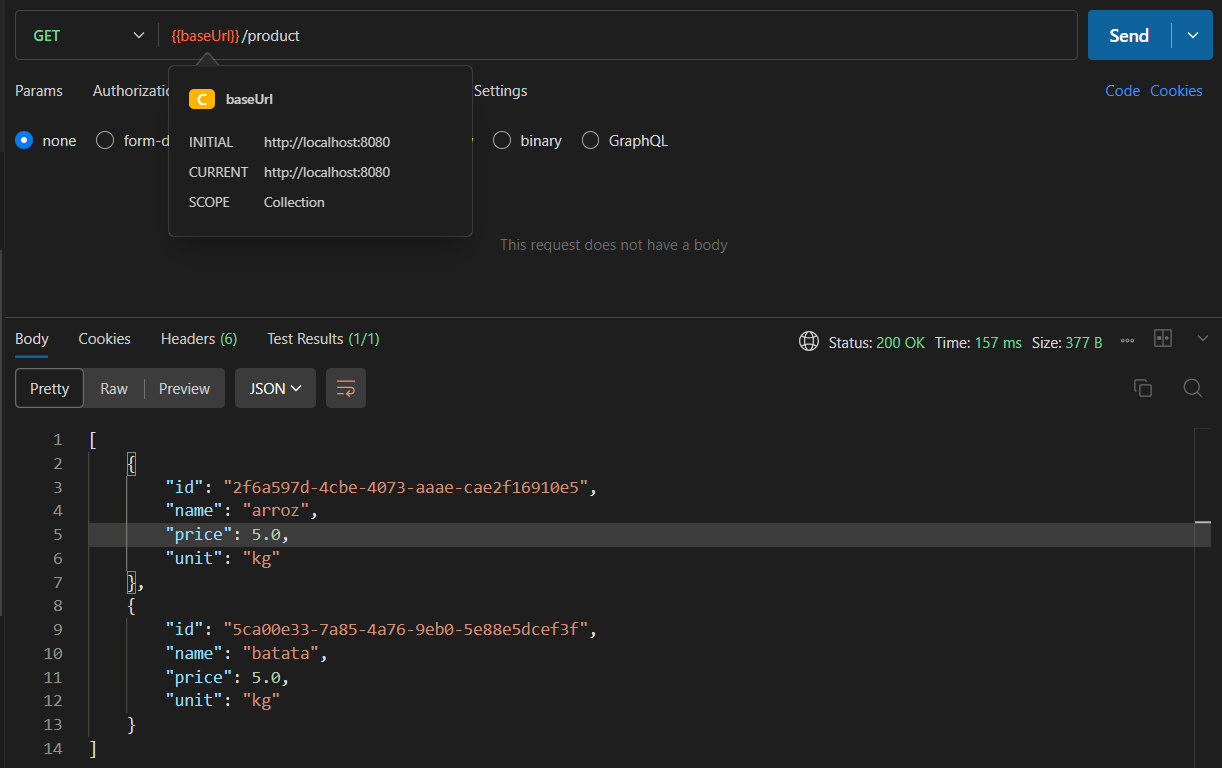 GET {{baseUrl}}/product Send
Params Settings Code Cookies
C baseUrl
none binary GraphQL
INITIAL http://localhost:8080
CURRENT http://localhost:8080
SCOPE Collection
This request does not have a body
Body Cookies Headers (6) Test Results (1/1) Status: 200 OK Time: 157 ms Size: 377 B
Pretty Raw Preview JSON
1 [
2 {
3 "id": "2f6a597d-4cbe-4073-aaae-cae2f16910e5",
4 "name": "arroz",
5 "price": 5.0,
6 "unit": "kg"
7 },
8 {
9 "id": "5ca00e33-7a85-4a76-9eb0-5e88e5dcef3f",
10 "name": "batata",
11 "price": 5.0,
12 "unit": "kg"
13 }
14 ]